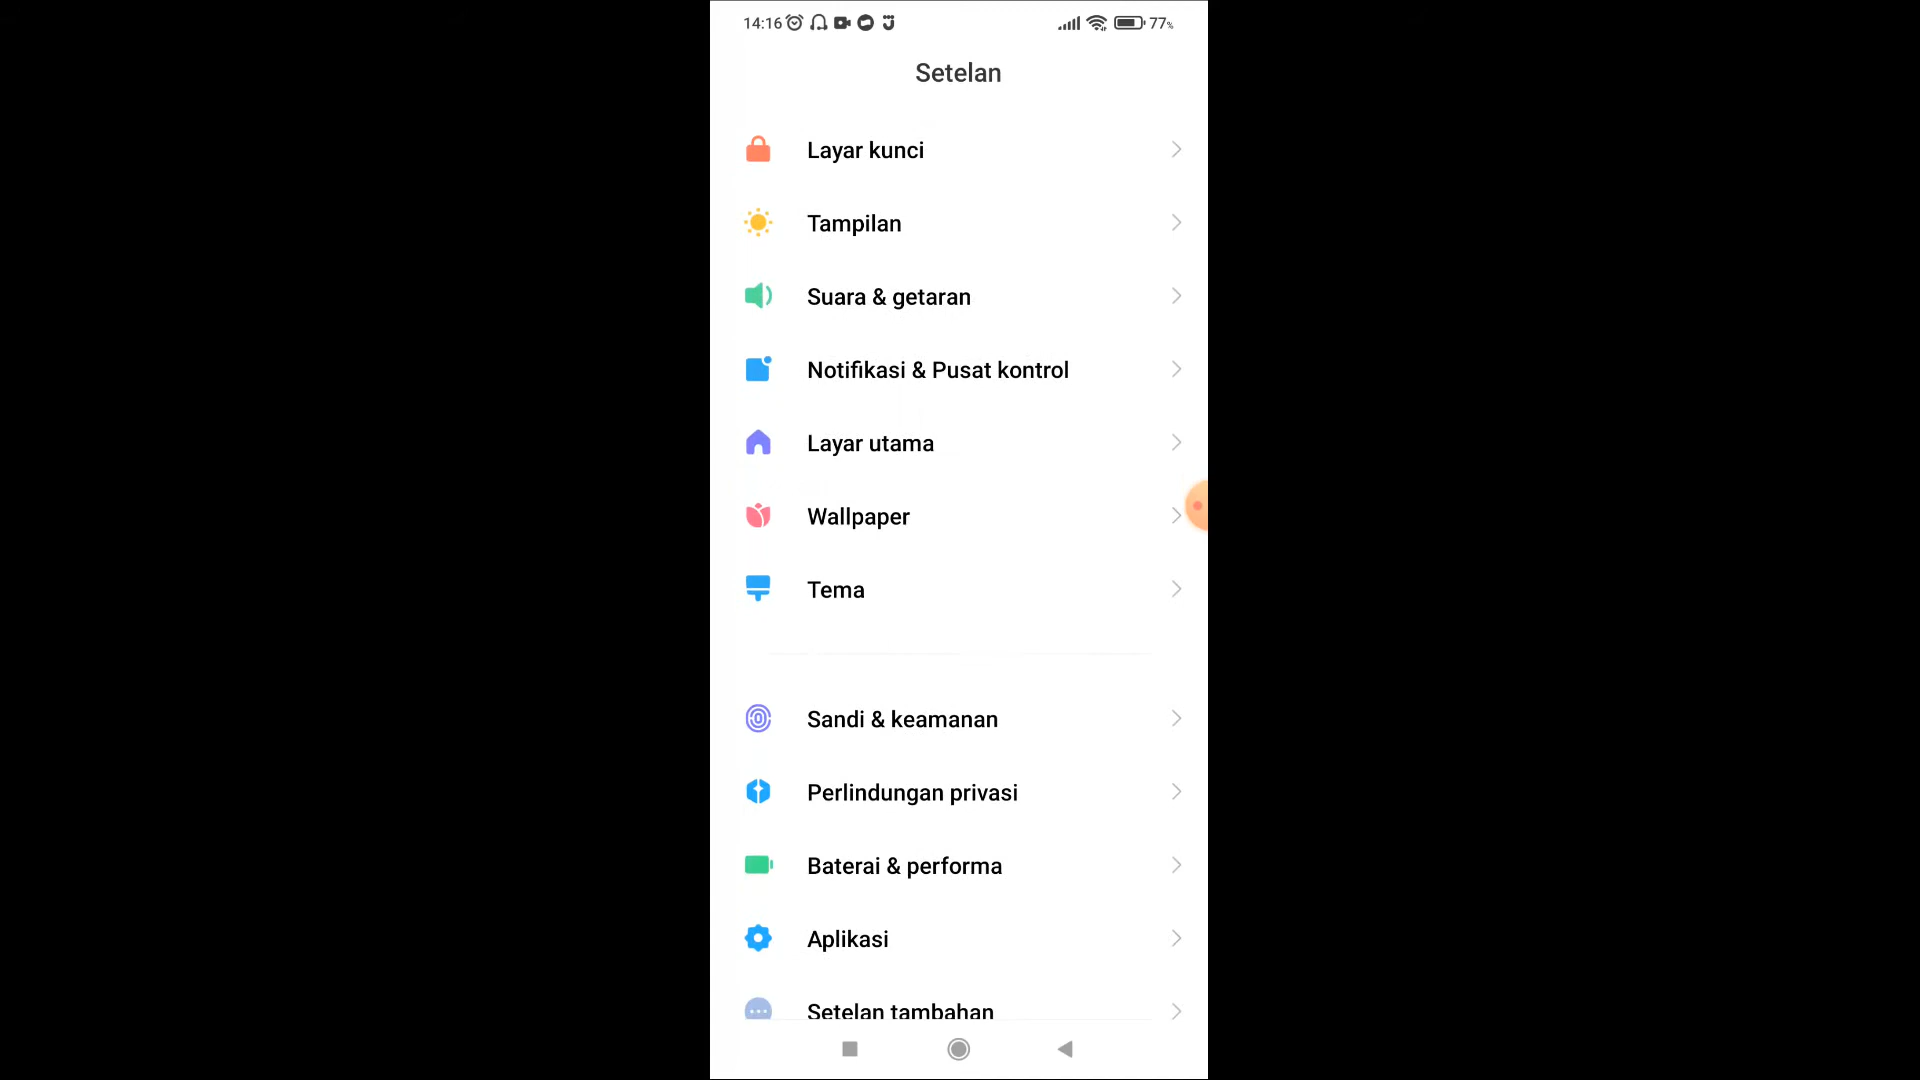 14:16 77%
Setelan
Layar kunci
Tampilan
Suara & getaran
Notifikasi & Pusat kontrol
Layar utama
Wallpaper
Tema
Sandi & keamanan
Perlindungan privasi
Baterai & performa
Aplikasi
Setelan tambahan